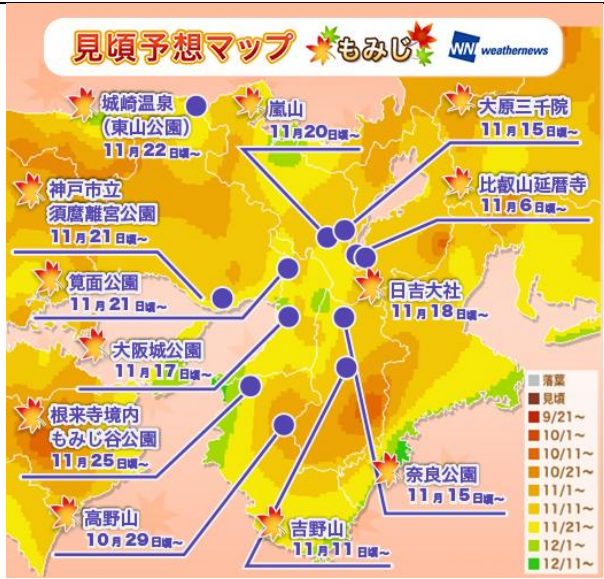 見頃予想マップ もみじ WN weathernews
城崎温泉
(東山公園)
11月22日頃～
嵐山
11月20日頃～
大原三千院
11月15日頃～
神戸市立
須磨離宮公園
11月21日頃～
比叡山延暦寺
11月6日頃～
箕面公園
11月21日頃～
日吉大社
11月18日頃～
大阪城公園
11月17日頃～
根来寺境内
もみじ谷公園
11月25日頃～
奈良公園
11月15日頃～
高野山
10月29日頃～
吉野山
11月11日頃～
落葉
見頃
9/21～
10/1～
10/11～
10/21～
11/1～
11/11～
11/21～
12/1～
12/11～